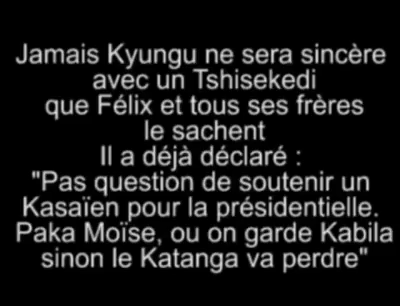 Jamais Kyungu ne sera sincère
avec un Tshisekedi
que Félix et tous ses frères
le sachent
Il a déjà déclaré :
"Pas question de soutenir un
Kasaïen pour la présidentielle.
Paka Moïse, ou on garde Kabila
sinon le Katanga va perdre"